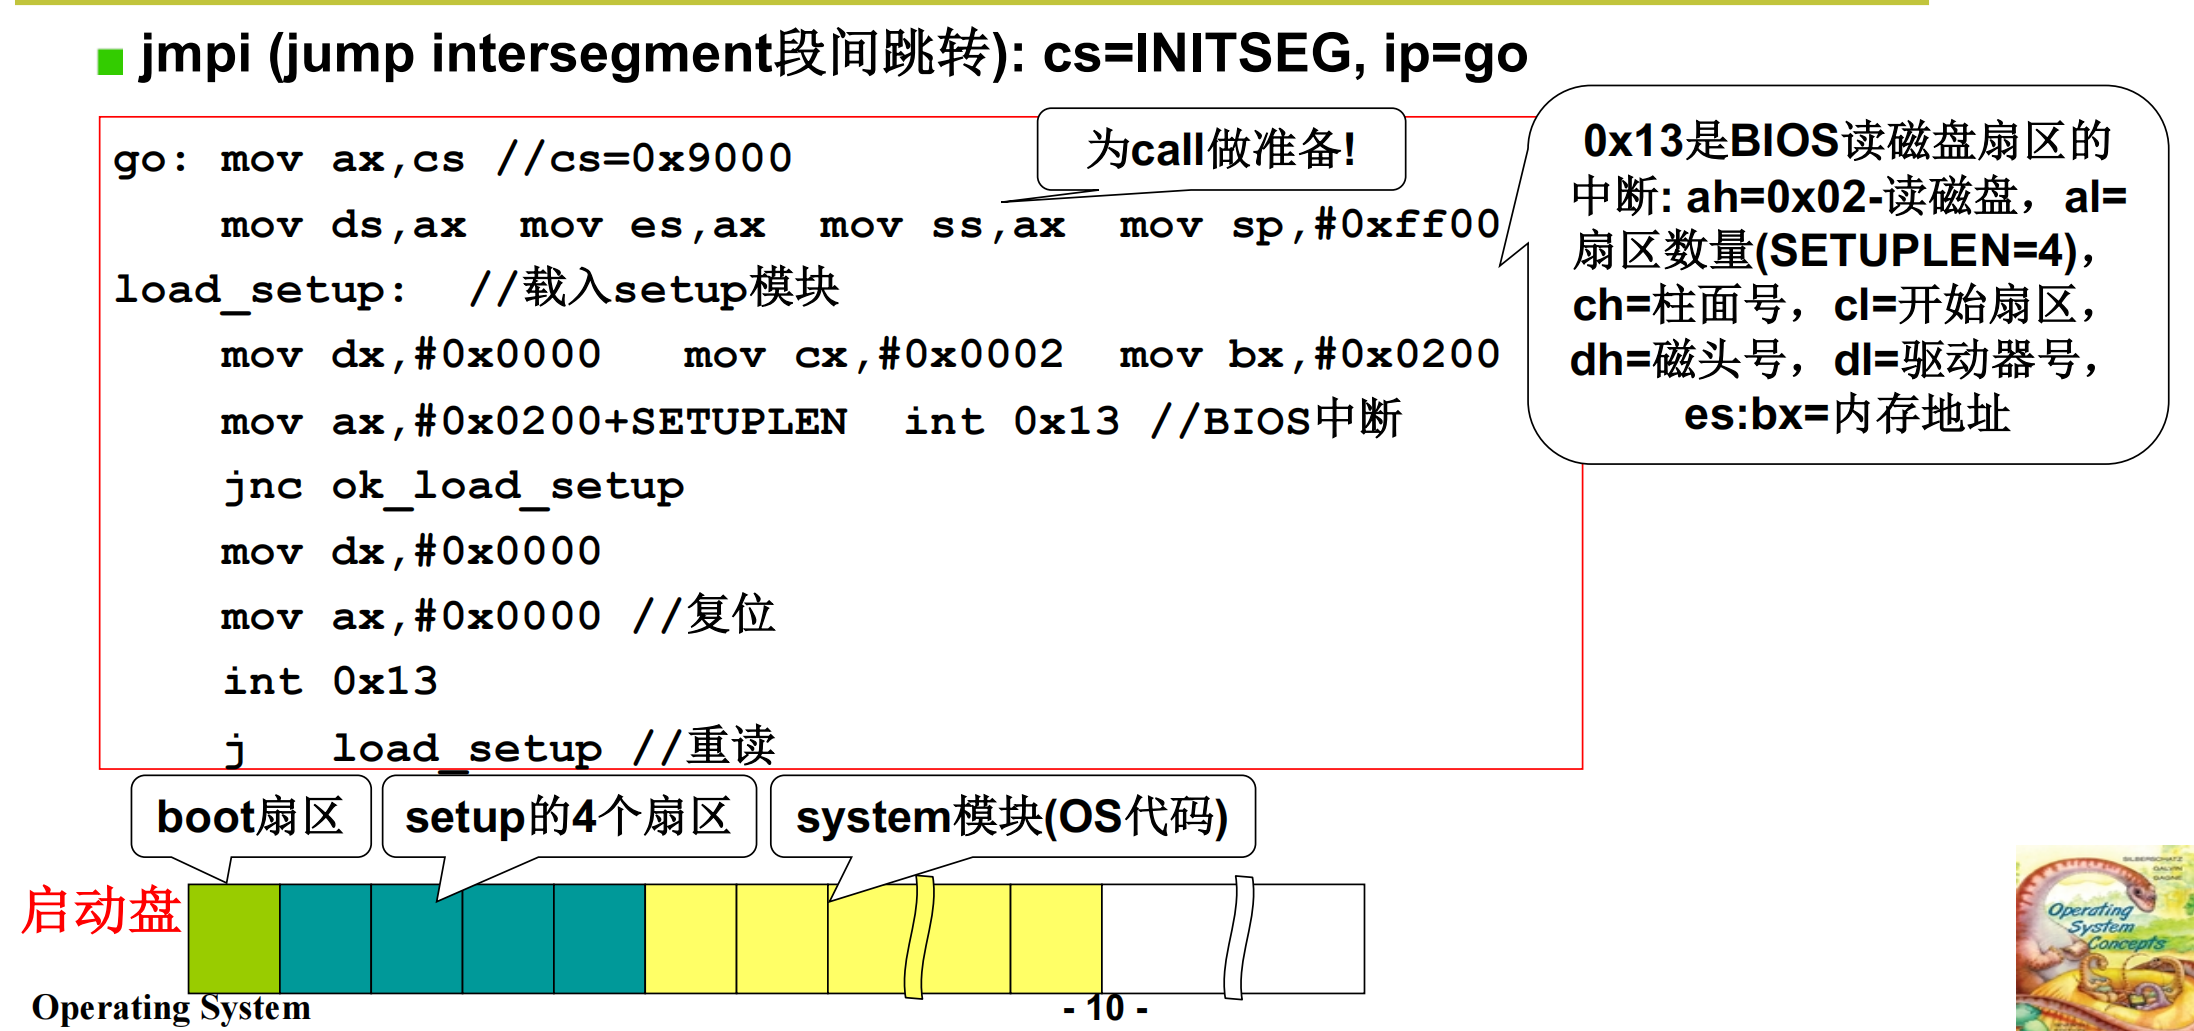 jmpi (jump intersegment段间跳转): cs=INITSEG, ip=go
为call做准备!
go: mov ax,cs //cs=0x9000
mov ds,ax mov es,ax mov ss,ax mov sp,#0xff00
load_setup: //载入setup模块
mov dx,#0x0000 mov cx,#0x0002 mov bx,#0x0200
mov ax,#0x0200+SETUPLEN int 0x13 //BIOS中断
jnc ok_load_setup
mov dx,#0x0000
mov ax,#0x0000 //复位
int 0x13
j load_setup //重读
0x13是BIOS读磁盘扇区的
中断: ah=0x02-读磁盘，al=
扇区数量(SETUPLEN=4)，
ch=柱面号，cl=开始扇区，
dh=磁头号，dl=驱动器号，
es:bx=内存地址
boot扇区
setup的4个扇区
system模块(OS代码)
启动盘
Operating System
- 10 -
SILBERSCHATZ
GALVIN
GAGNE
Operating
System
Concepts